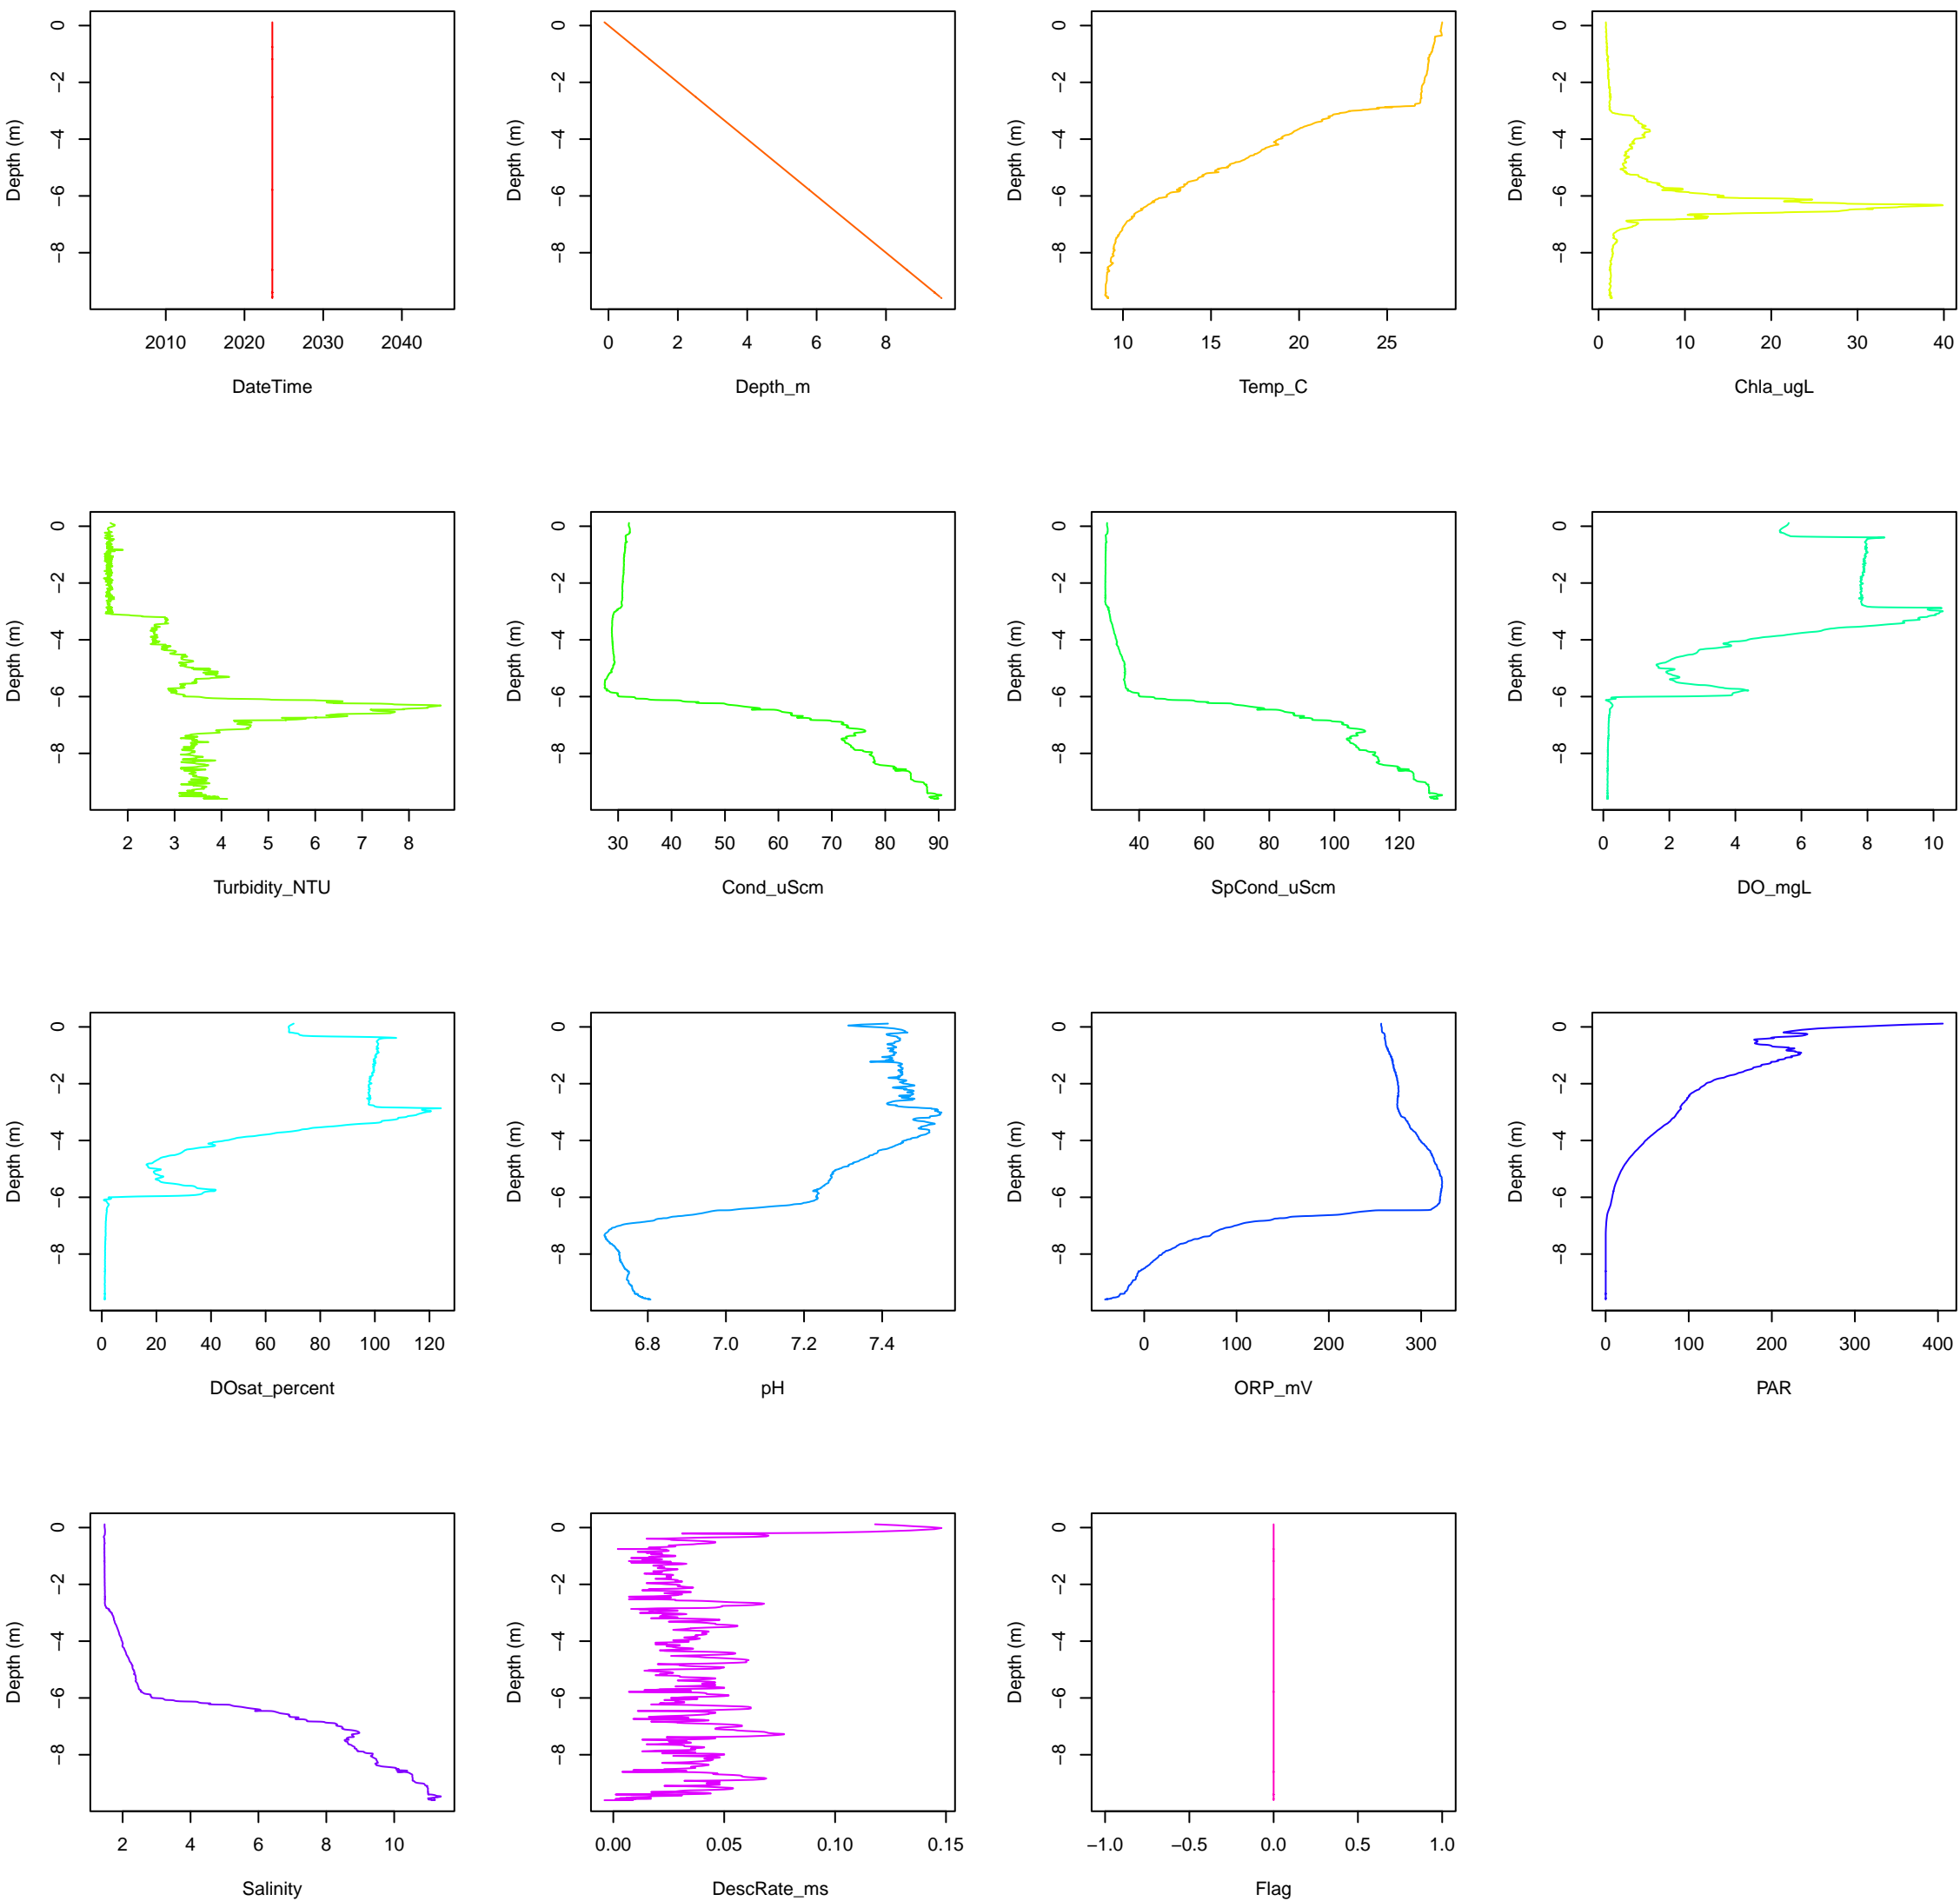 Depth (m)
0
−2
−4
−6
−8
2010 2020 2030 2040
DateTime
Depth (m)
0
−2
−4
−6
−8
0 2 4 6 8
Depth_m
Depth (m)
0
−2
−4
−6
−8
10 15 20 25
Temp_C
Depth (m)
0
−2
−4
−6
−8
0 10 20 30 40
Chla_ugL
Depth (m)
0
−2
−4
−6
−8
2 3 4 5 6 7 8
Turbidity_NTU
Depth (m)
0
−2
−4
−6
−8
30 40 50 60 70 80 90
Cond_uScm
Depth (m)
0
−2
−4
−6
−8
40 60 80 100 120
SpCond_uScm
Depth (m)
0
−2
−4
−6
−8
0 2 4 6 8 10
DO_mgL
Depth (m)
0
−2
−4
−6
−8
0 20 40 60 80 100 120
DOsat_percent
Depth (m)
0
−2
−4
−6
−8
6.8 7.0 7.2 7.4
pH
Depth (m)
0
−2
−4
−6
−8
0 100 200 300
ORP_mV
Depth (m)
0
−2
−4
−6
−8
0 100 200 300 400
PAR
Depth (m)
0
−2
−4
−6
−8
2 4 6 8 10
Salinity
Depth (m)
0
−2
−4
−6
−8
0.00 0.05 0.10 0.15
DescRate_ms
Depth (m)
0
−2
−4
−6
−8
−1.0 −0.5 0.0 0.5 1.0
Flag